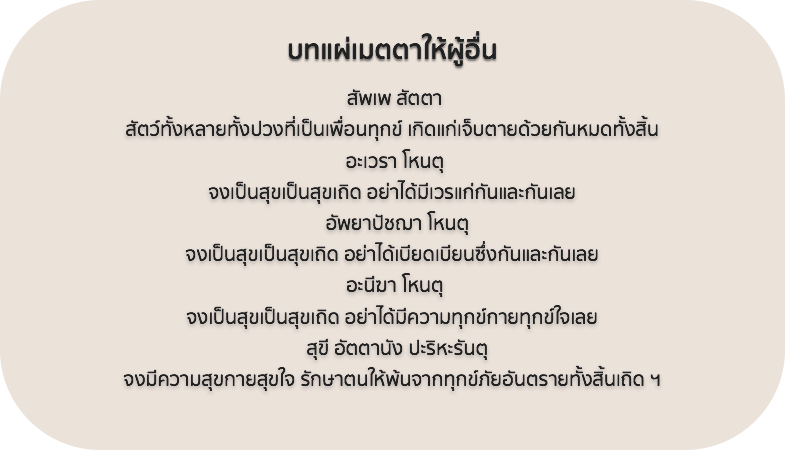 บทแผ่เมตตาให้ผู้อื่น
สัพเพ สัตตา
สัตว์ทั้งหลายทั้งปวงที่เป็นเพื่อนทุกข์ เกิดแก่เจ็บตายด้วยกันหมดทั้งสิ้น
อะเวรา โหนตุ
จงเป็นสุขเป็นสุขเถิด อย่าได้มีเวรแก่กันและกันเลย
อัพยาปัชฌา โหนตุ
จงเป็นสุขเป็นสุขเถิด อย่าได้เบียดเบียนซึ่งกันและกันเลย
อะนีฆา โหนตุ
จงเป็นสุขเป็นสุขเถิด อย่าได้มีความทุกข์กายทุกข์ใจเลย
สุขี อัตตานัง ปะริหะรันตุ
จงมีความสุขกายสุขใจ รักษาตนให้พ้นจากทุกข์ภัยอันตรายทั้งสิ้นเถิด ฯ